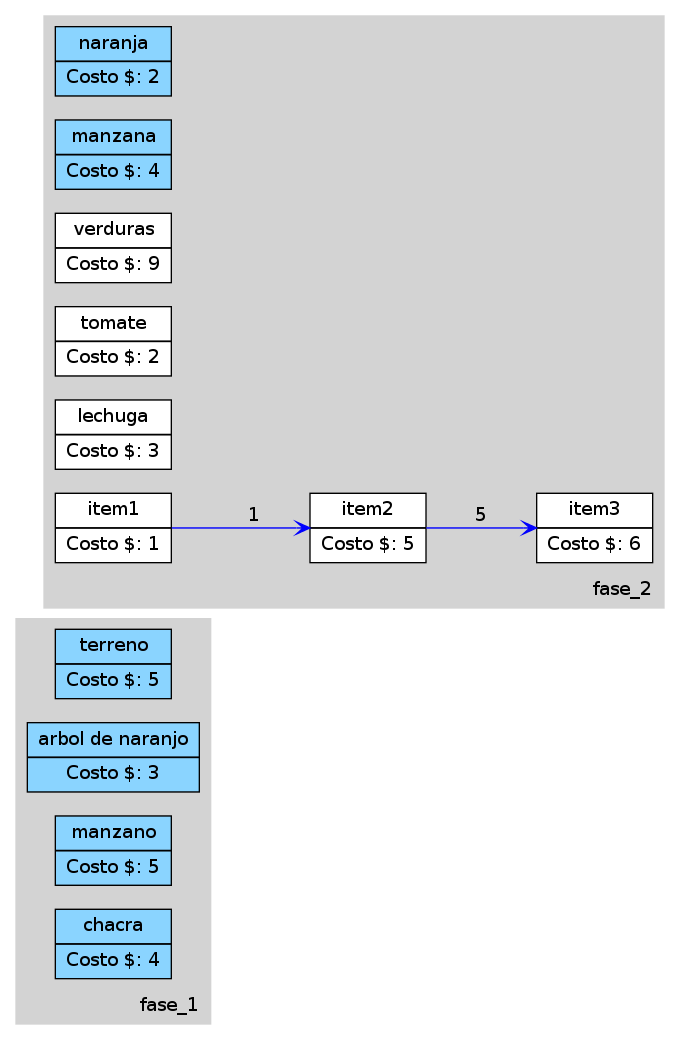 naranja
Costo $: 2
manzana
Costo $: 4
verduras
Costo $: 9
tomate
Costo $: 2
lechuga
Costo $: 3
item1
Costo $: 1
1
item2
Costo $: 5
5
item3
Costo $: 6
fase_2
terreno
Costo $: 5
arbol de naranjo
Costo $: 3
manzano
Costo $: 5
chacra
Costo $: 4
fase_1